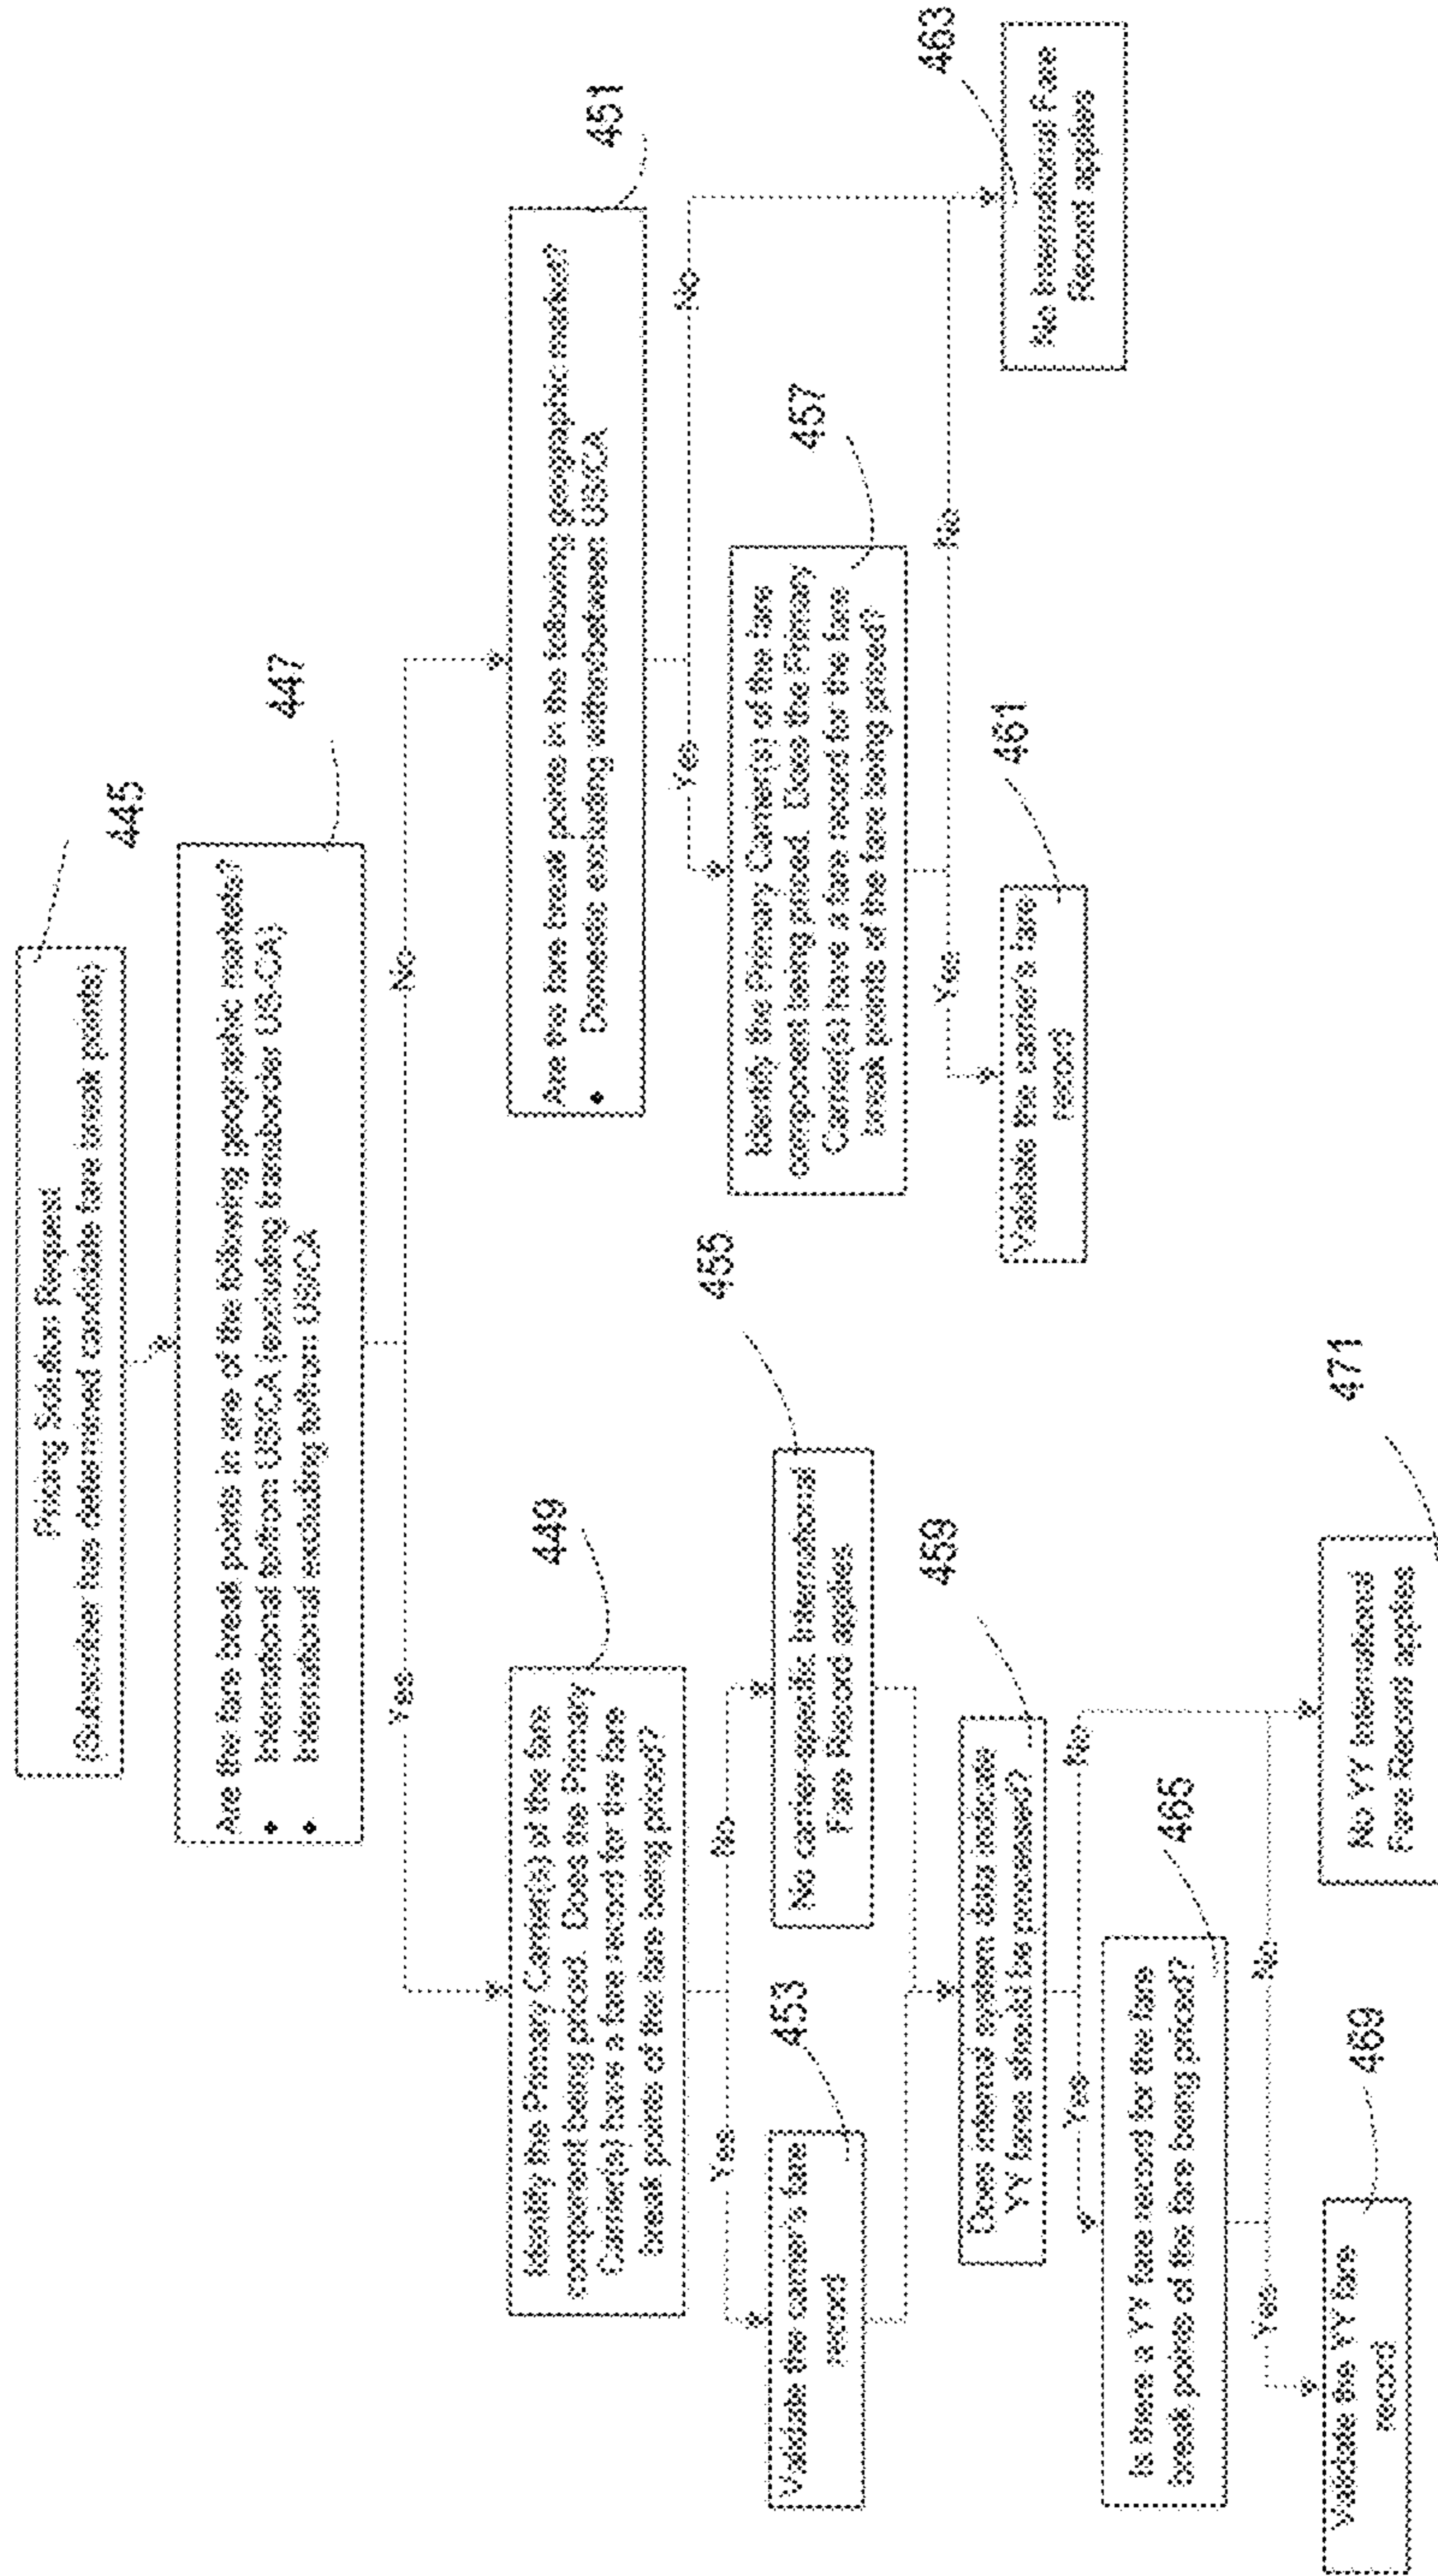 Pricing Solution Request
(Subscriber has determined candidate fare break points)
445
Are the fare break points in one of the following geographic markets?
• International to/from US/CA (excluding transborder US-CA)
• International excluding to/from US/CA
447
Yes
No
Identify the Primary Carrier(s) of the fare
component being priced. Does the Primary
Carrier(s) have a fare record for the fare
break points of the fare being priced?
449
Are the fare break points in the following geographic market?
• Domestic excluding within/between US/CA
451
Yes
No
Yes
No
Validate the carrier's fare
record
453
No carrier-specific International
Fare Record applies
455
Identify the Primary Carrier(s) of the fare
component being priced. Does the Primary
Carrier(s) have a fare record for the fare
break points of the fare being priced?
457
Does internal system data indicate
YY fares should be processed?
459
Yes
No
Validate the carrier's fare
record
461
No International Fare
Record applies
463
Yes
No
Is there a YY fare record for the fare
break points of the fare being priced?
465
Yes
No
Validate the YY fare
record
469
No YY International
Fare Record applies
471